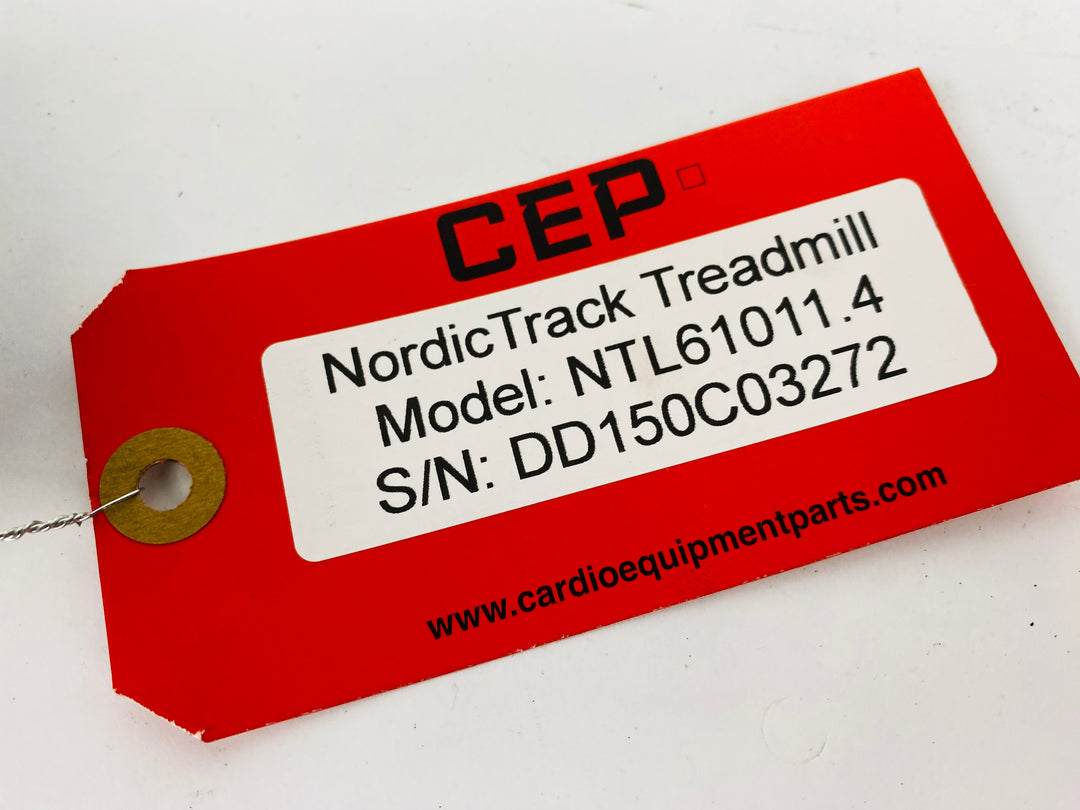 CEP
NordicTrack Treadmill
Model: NTL61011.4
S/N: DD150C03272
www.cardioequipmentparts.com